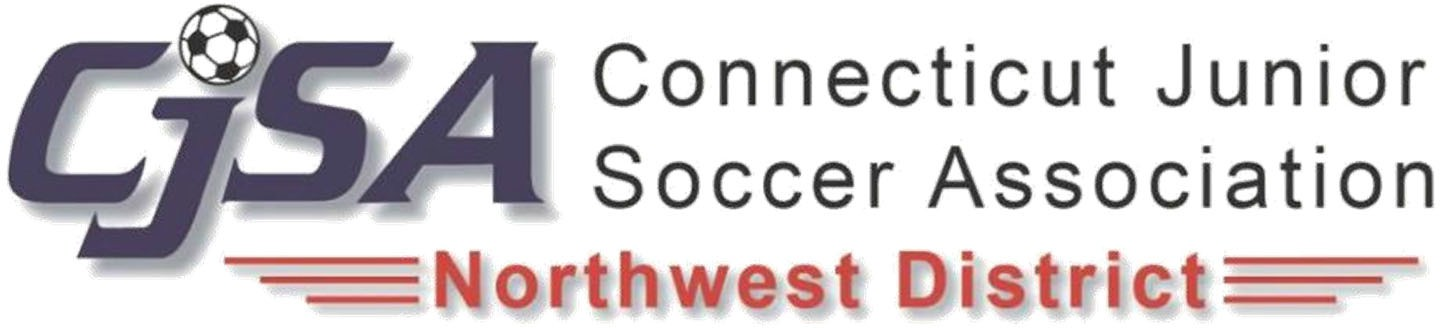 CjSA
Connecticut Junior
Soccer Association
Northwest District